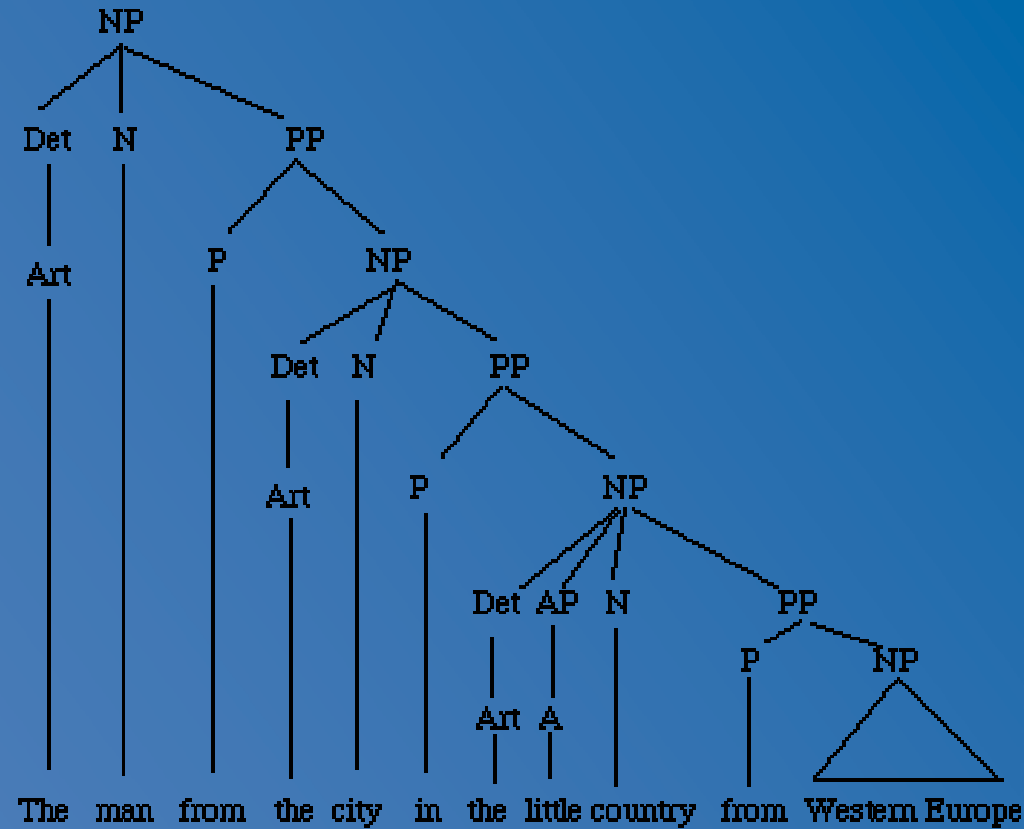 NP
Det N PP
P NP
Art
Det N PP
P NP
Art
Det AP N PP
P NP
Art A
The man from the city in the little country from Western Europe